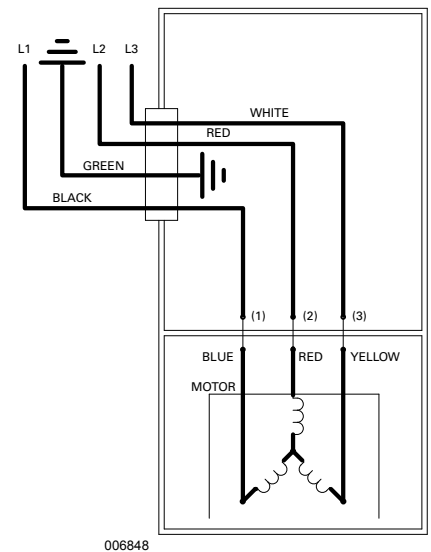 L1 L2 L3
WHITE
RED
GREEN
BLACK
(1) (2) (3)
BLUE RED YELLOW
MOTOR
006848